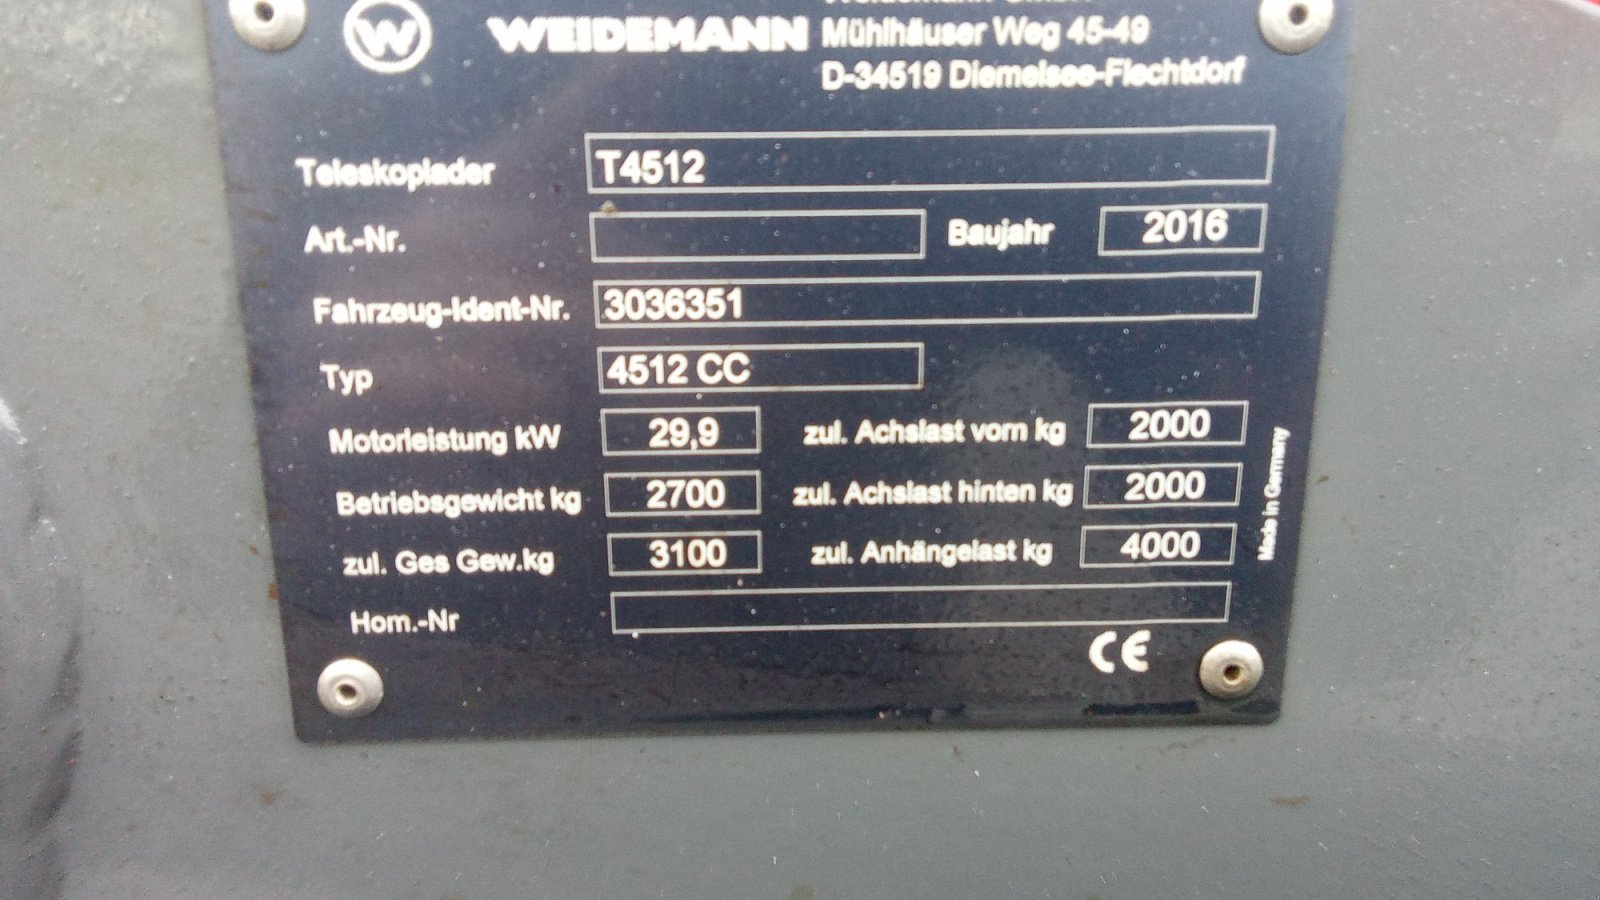 W WEIDEMANN Weidemann GmbH
Mühlhäuser Weg 45-49
D-34519 Diemelsee-Flechtdorf
Teleskoplader T4512
Art.-Nr. Baujahr 2016
Fahrzeug-Ident-Nr. 3036351
Typ 4512 CC
Motorleistung kW 29,9 zul. Achslast vorn kg 2000
Betriebsgewicht kg 2700 zul. Achslast hinten kg 2000
zul. Ges Gew.kg 3100 zul. Anhängelast kg 4000
Hom.-Nr
CE
Made in Germany